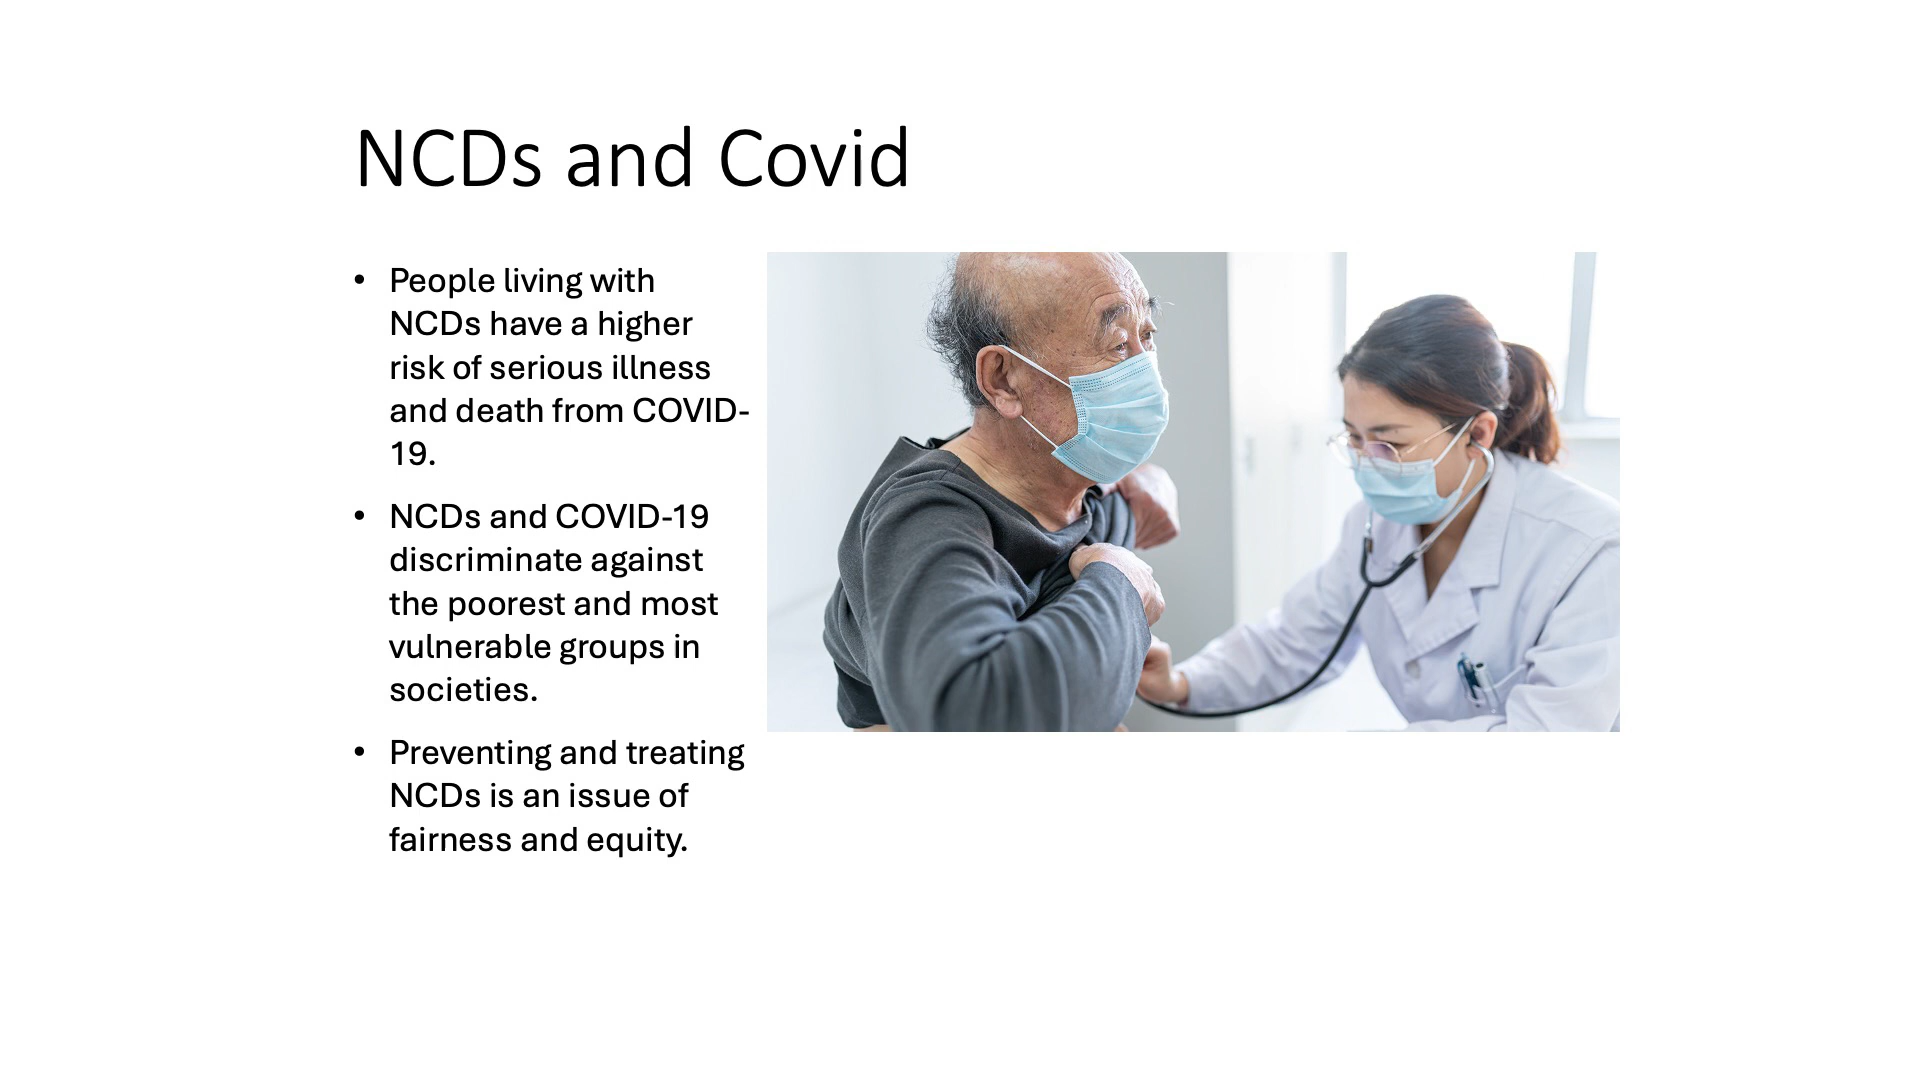 NCDs and Covid
• People living with
NCDs have a higher
risk of serious illness
and death from COVID-
19.
• NCDs and COVID-19
discriminate against
the poorest and most
vulnerable groups in
societies.
• Preventing and treating
NCDs is an issue of
fairness and equity.